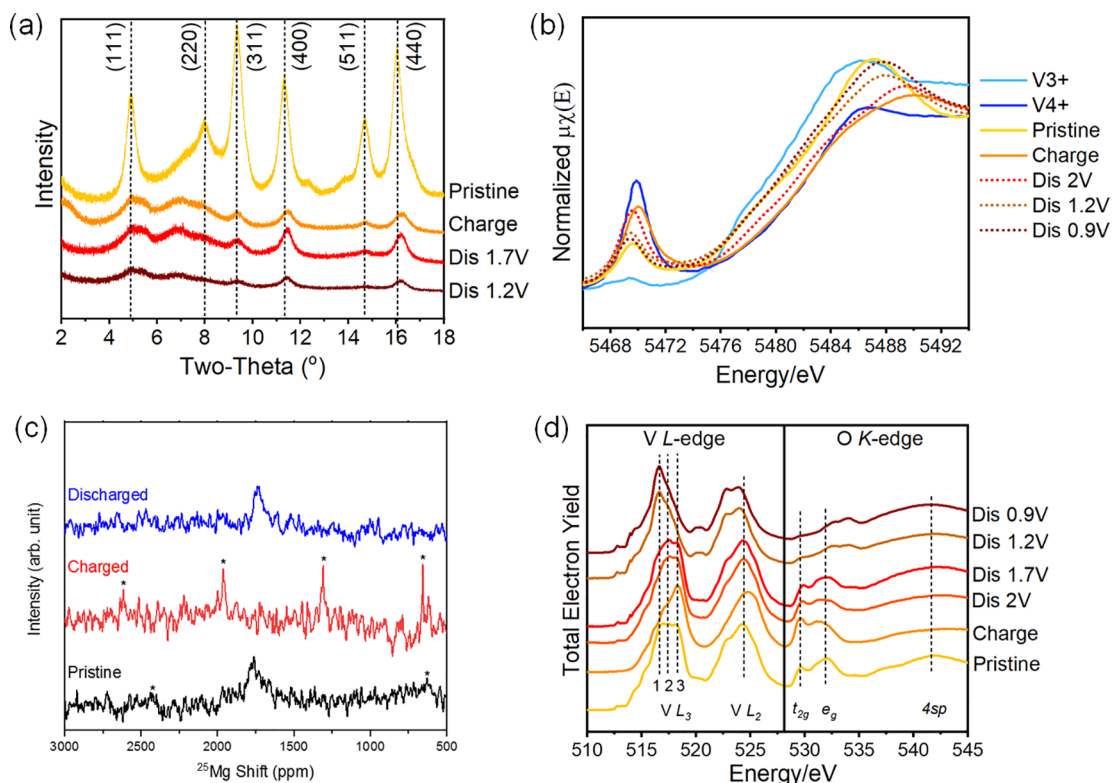 (a)
(111)
(220)
(311)
(400)
(511)
(440)
Intensity
Pristine
Charge
Dis 1.7V
Dis 1.2V
2 4 6 8 10 12 14 16 18
Two-Theta (º)
(b)
Normalized μχ(E)
V3+
V4+
Pristine
Charge
Dis 2V
Dis 1.2V
Dis 0.9V
5468 5472 5476 5480 5484 5488 5492
Energy/eV
(c)
Intensity (arb. unit)
Discharged
Charged
* * * *
Pristine
* *
3000 2500 2000 1500 1000 500
²⁵Mg Shift (ppm)
(d)
Total Electron Yield
V L-edge
O K-edge
Dis 0.9V
Dis 1.2V
Dis 1.7V
Dis 2V
Charge
Pristine
1 2 3
V L₃
V L₂
t₂g
eg
4sp
510 515 520 525 530 535 540 545
Energy/eV